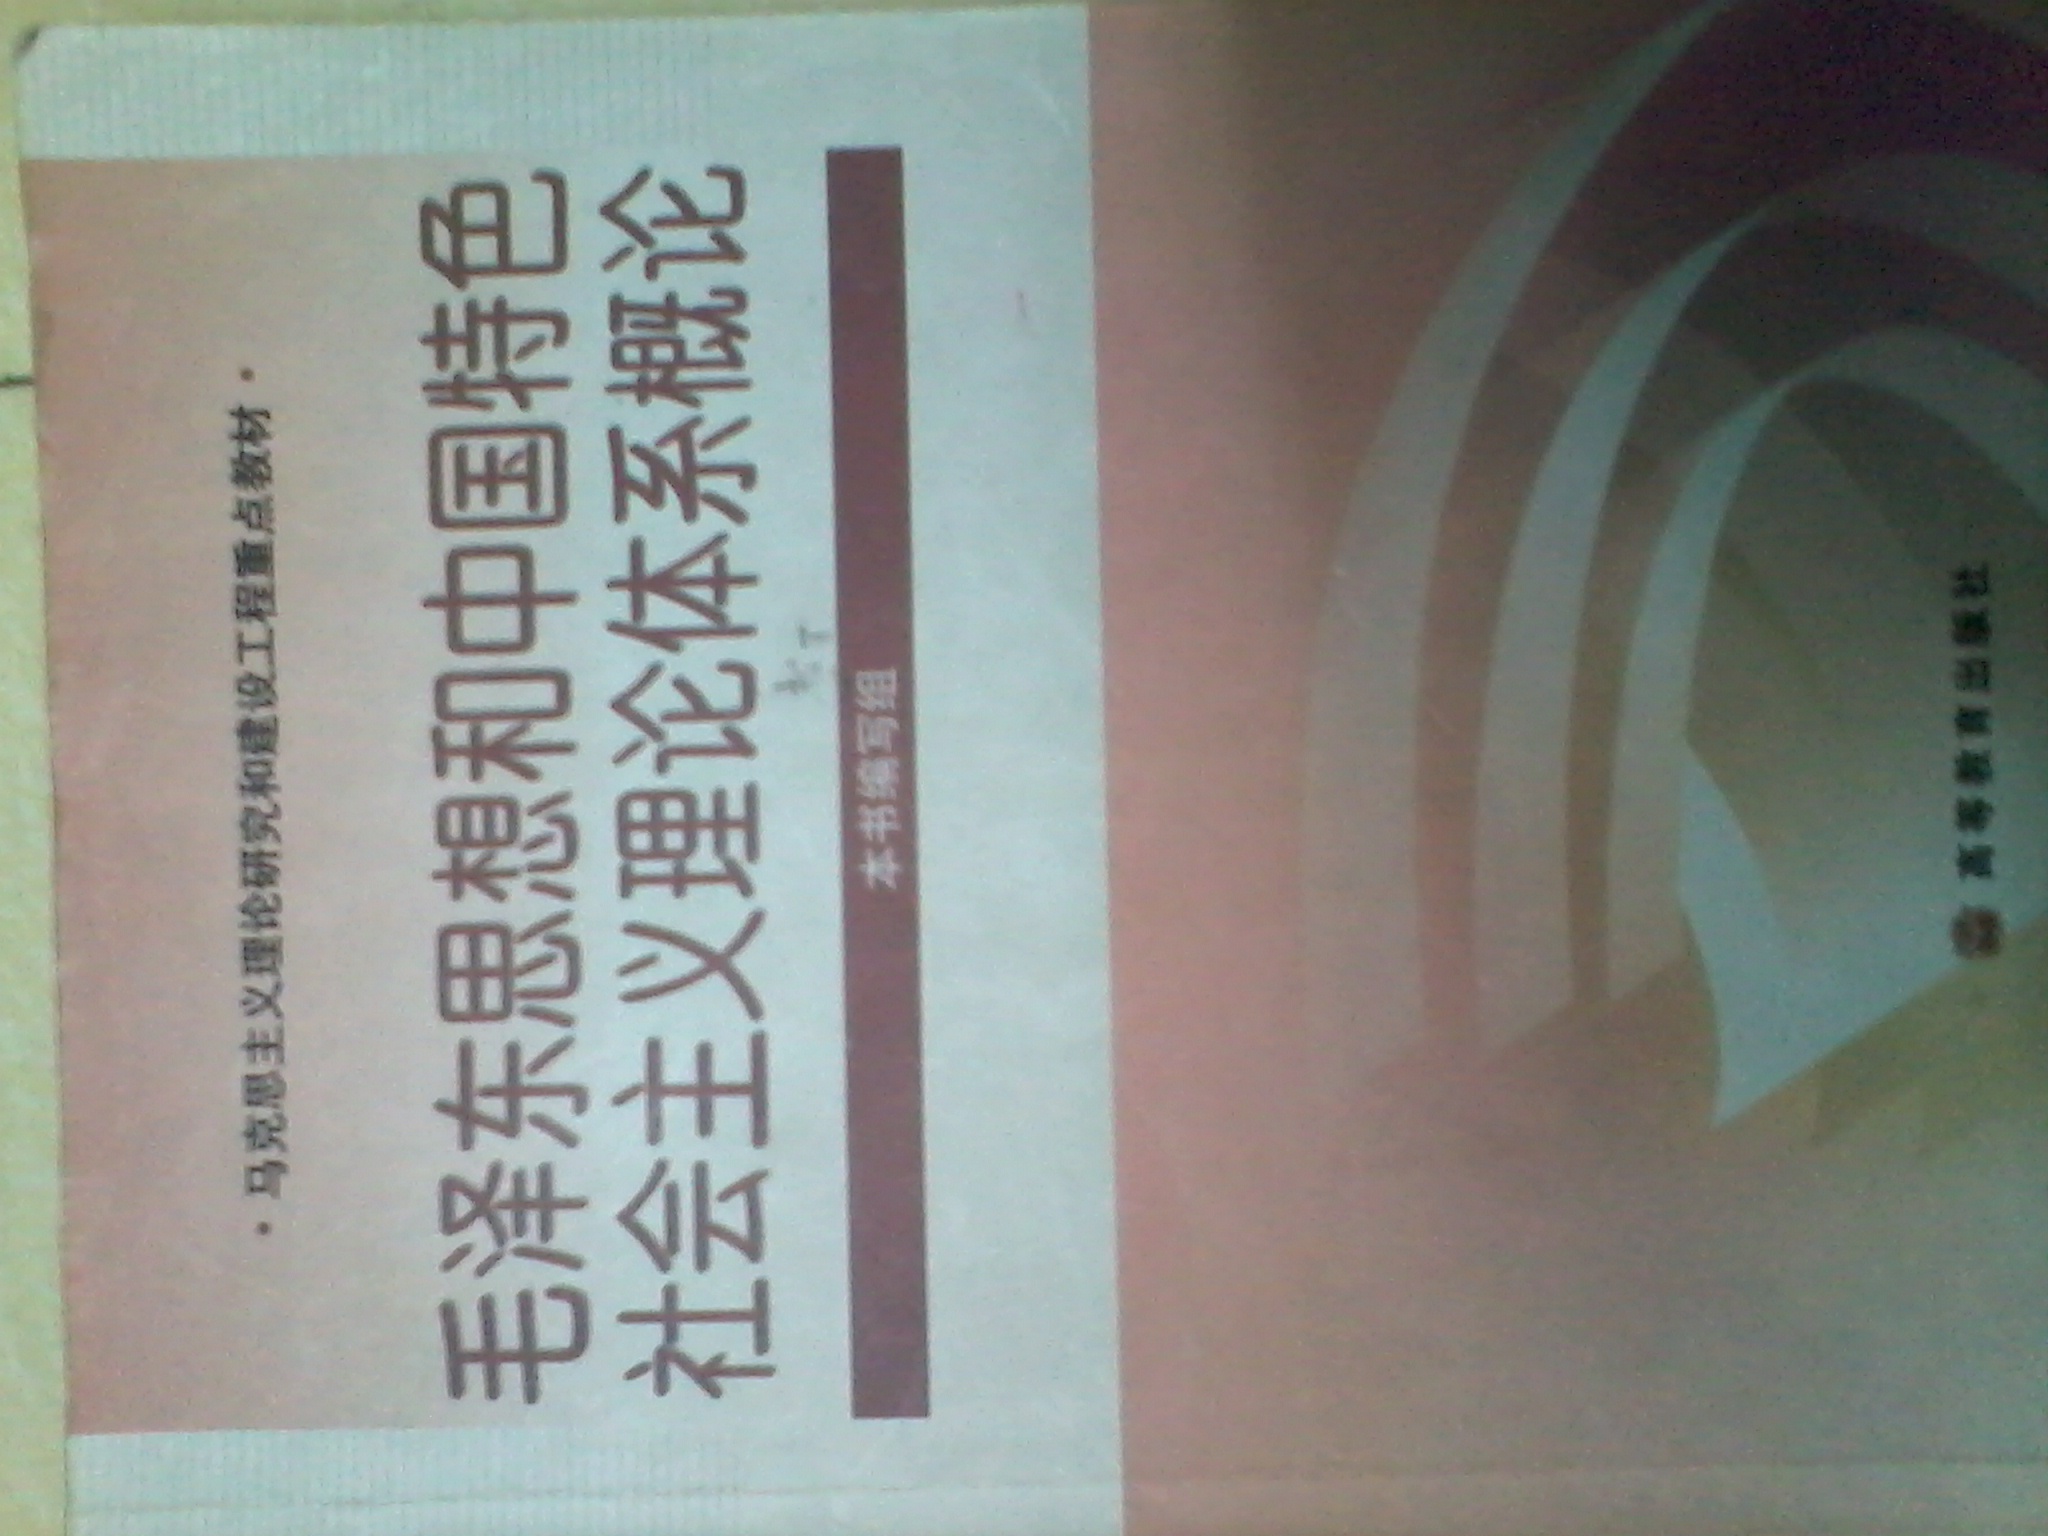 ·马克思主义理论研究和建设工程重点教材·
毛泽东思想和中国特色
社会主义理论体系概论
本书编写组
高等教育出版社